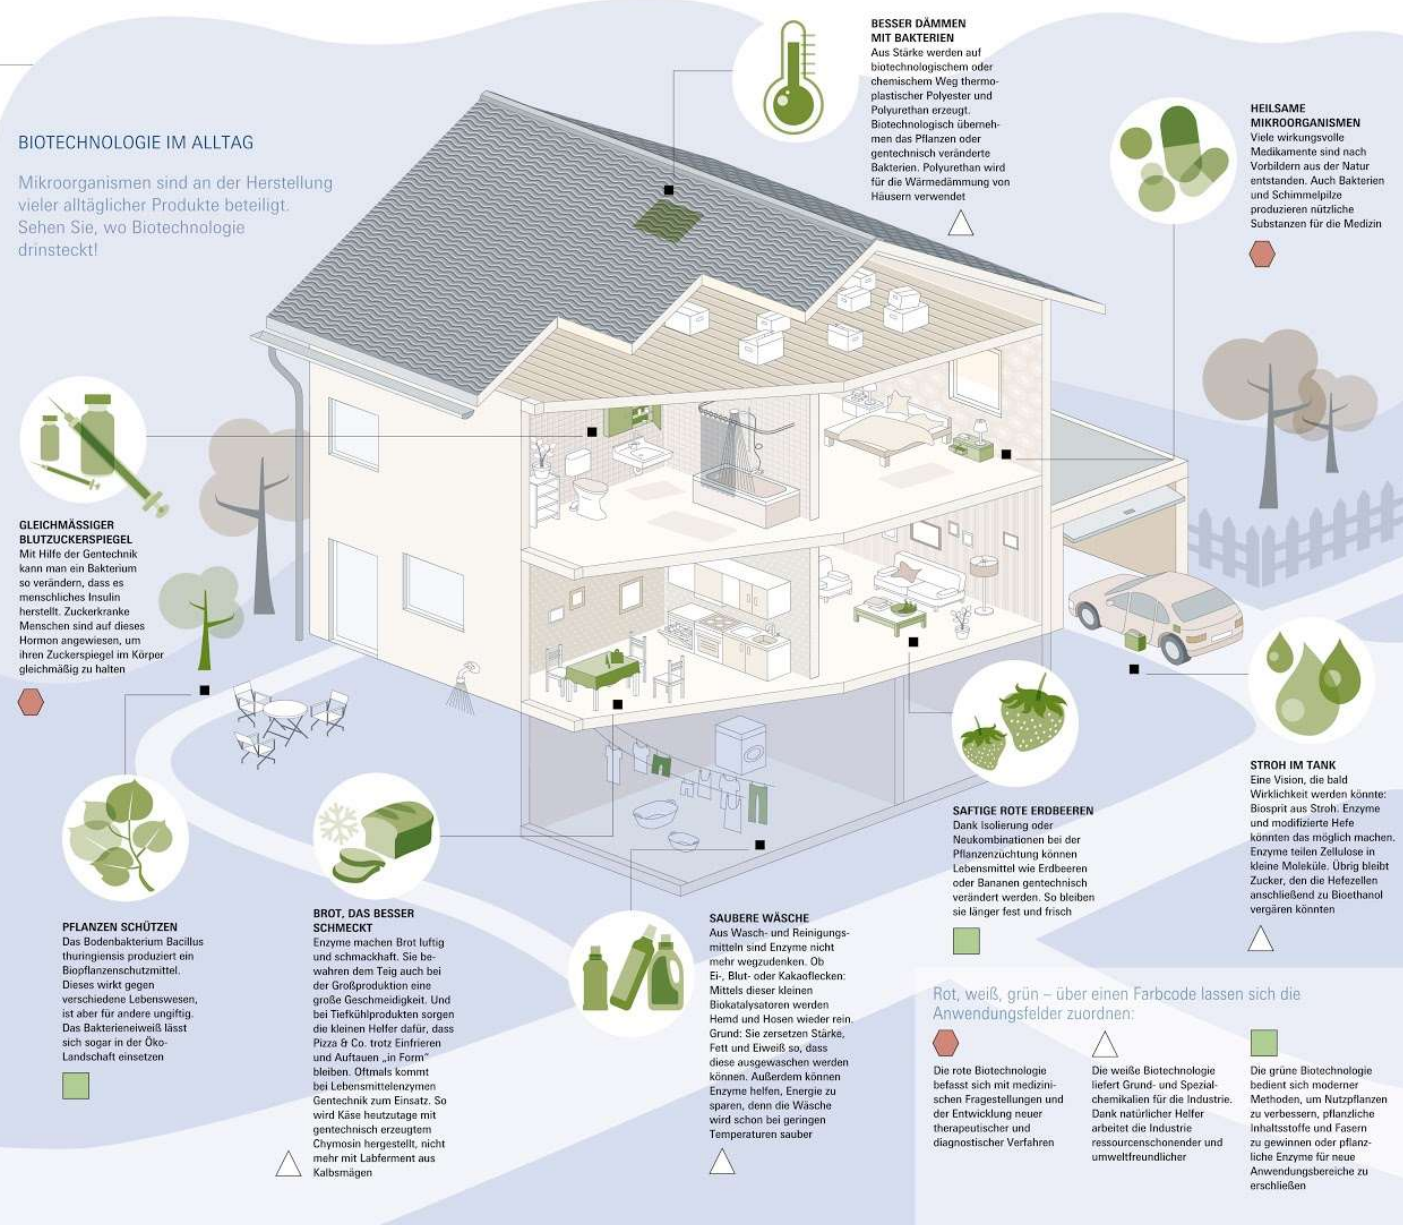 BIOTECHNOLOGIE IM ALLTAG
Mikroorganismen sind an der Herstellung
vieler alltäglicher Produkte beteiligt.
Sehen Sie, wo Biotechnologie
drinsteckt!
BESSER DÄMMEN
MIT BAKTERIEN
Aus Stärke werden auf
biotechnologischem oder
chemischem Weg thermo-
plastischer Polyester und
Polyurethan erzeugt.
Biotechnologisch überneh-
men das Pflanzen oder
gentechnisch veränderte
Bakterien. Polyurethan wird
für die Wärmedämmung von
Häusern verwendet
HEILSAME
MIKROORGANISMEN
Viele wirkungsvolle
Medikamente sind nach
Vorbildern aus der Natur
entstanden. Auch Bakterien
und Schimmelpilze
produzieren nützliche
Substanzen für die Medizin
GLEICHMÄSSIGER
BLUTZUCKERSPIEGEL
Mit Hilfe der Gentechnik
kann man ein Bakterium
so verändern, dass es
menschliches Insulin
herstellt. Zuckerkranke
Menschen sind auf dieses
Hormon angewiesen, um
ihren Zuckerspiegel im Körper
gleichmäßig zu halten
PFLANZEN SCHÜTZEN
Das Bodenbakterium Bacillus
thuringiensis produziert ein
Biopflanzenschutzmittel.
Dieses wirkt gegen
verschiedene Lebenswesen,
ist aber für andere ungiftig.
Das Bakterieneiweiß lässt
sich sogar in der Öko-
Landschaft einsetzen
BROT, DAS BESSER
SCHMECKT
Enzyme machen Brot luftig
und schmackhaft. Sie be-
wahren dem Teig auch bei
der Großproduktion eine
große Geschmeidigkeit. Und
bei Tiefkühlprodukten sorgen
die kleinen Helfer dafür, dass
Pizza & Co. trotz Einfrieren
und Auftauen „in Form“
bleiben. Oftmals kommt
bei Lebensmittelenzymen
Gentechnik zum Einsatz. So
wird Käse heutzutage mit
gentechnisch erzeugtem
Chymosin hergestellt, nicht
mehr mit Labferment aus
Kalbsmägen
SAUBERE WÄSCHE
Aus Wasch- und Reinigungs-
mitteln sind Enzyme nicht
mehr wegzudenken. Ob
Ei-, Blut- oder Kakaoflecken:
Mittels dieser kleinen
Biokatalysatoren werden
Hemd und Hosen wieder rein.
Grund: Sie zersetzen Stärke,
Fett und Eiweiß so, dass
diese ausgewaschen werden
können. Außerdem können
Enzyme helfen, Energie zu
sparen, denn die Wäsche
wird schon bei geringen
Temperaturen sauber
SAFTIGE ROTE ERDBEEREN
Dank Isolierung oder
Neukombinationen bei der
Pflanzenzüchtung können
Lebensmittel wie Erdbeeren
oder Bananen gentechnisch
verändert werden. So bleiben
sie länger fest und frisch
STROH IM TANK
Eine Vision, die bald
Wirklichkeit werden könnte:
Biosprit aus Stroh. Enzyme
und modifizierte Hefe
könnten das möglich machen.
Enzyme teilen Zellulose in
kleine Moleküle. Übrig bleibt
Zucker, den die Hefezellen
anschließend zu Bioethanol
vergären könnten
Rot, weiß, grün – über einen Farbcode lassen sich die
Anwendungsfelder zuordnen:
Die rote Biotechnologie
befasst sich mit medizini-
schen Fragestellungen und
der Entwicklung neuer
therapeutischer und
diagnostischer Verfahren
Die weiße Biotechnologie
liefert Grund- und Spezial-
chemikalien für die Industrie.
Dank natürlicher Helfer
arbeitet die Industrie
ressourcenschonender und
umweltfreundlicher
Die grüne Biotechnologie
bedient sich moderner
Methoden, um Nutzpflanzen
zu verbessern, pflanzliche
Inhaltsstoffe und Fasern
zu gewinnen oder pflanz-
liche Enzyme für neue
Anwendungsbereiche zu
erschließen